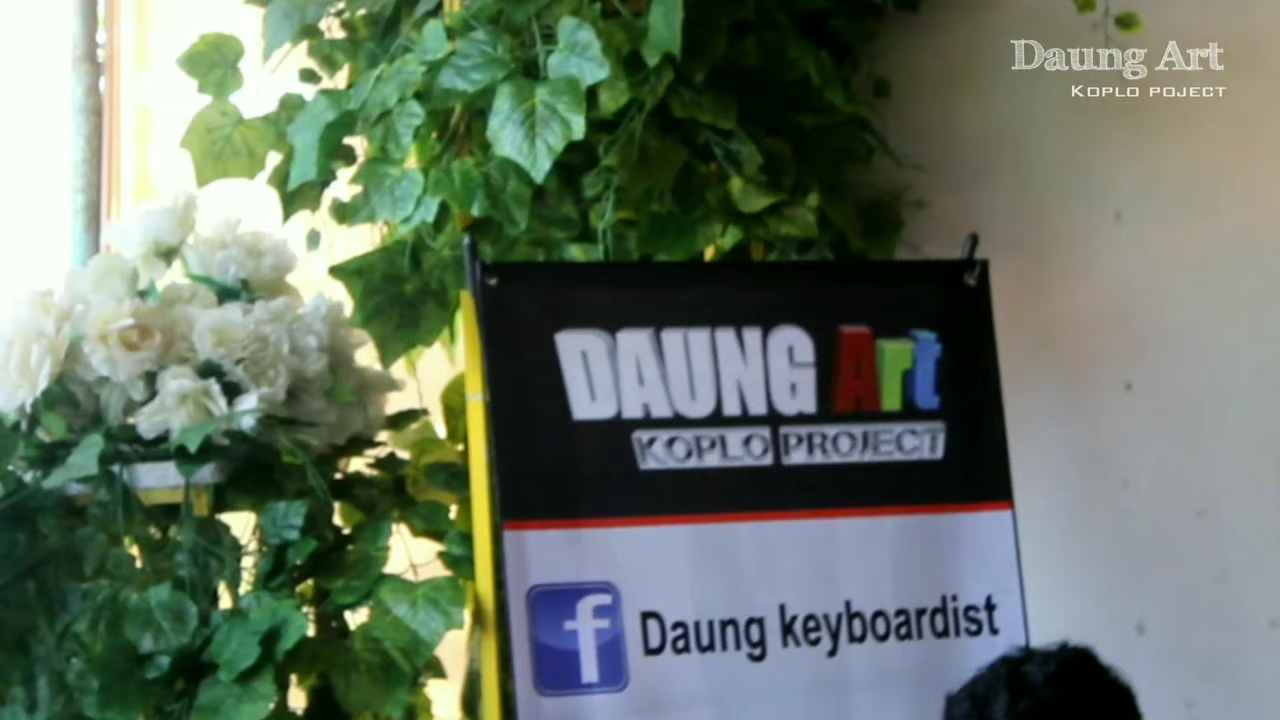 Daung Art
KOPLO POJECT
DAUNG Art
KOPLO PROJECT
f Daung keyboardist